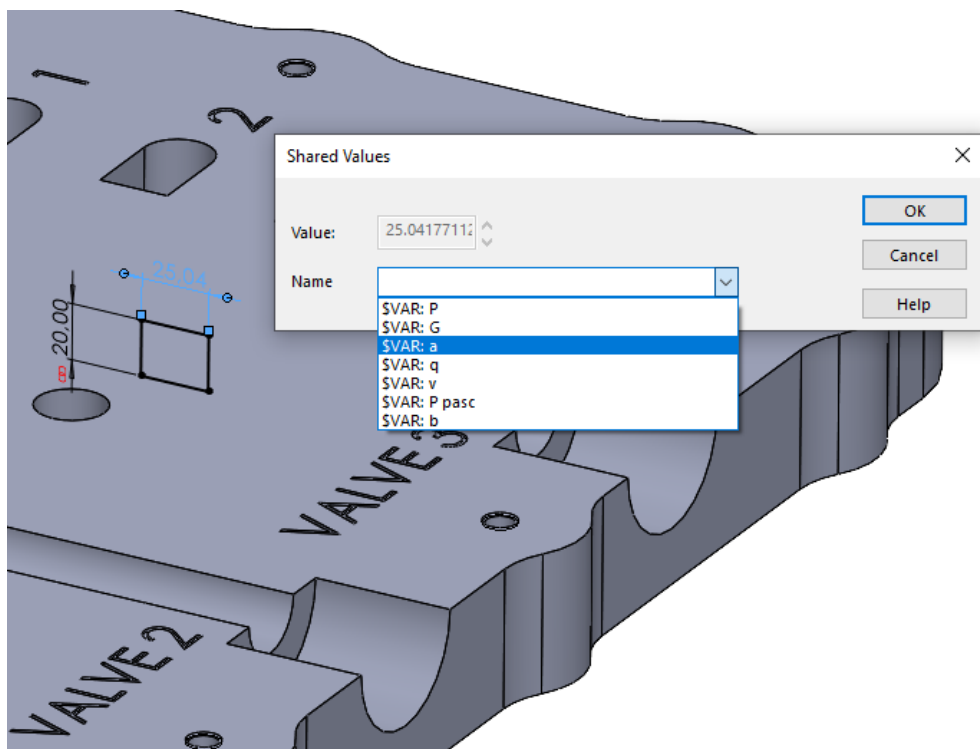 1
2
Shared Values
Value:
25.04177112
OK
Name
Cancel
Help
$VAR: P
$VAR: G
$VAR: a
$VAR: q
$VAR: v
$VAR: P pasc
$VAR: b
25,04
20,00
VALVE 3
VALVE 2